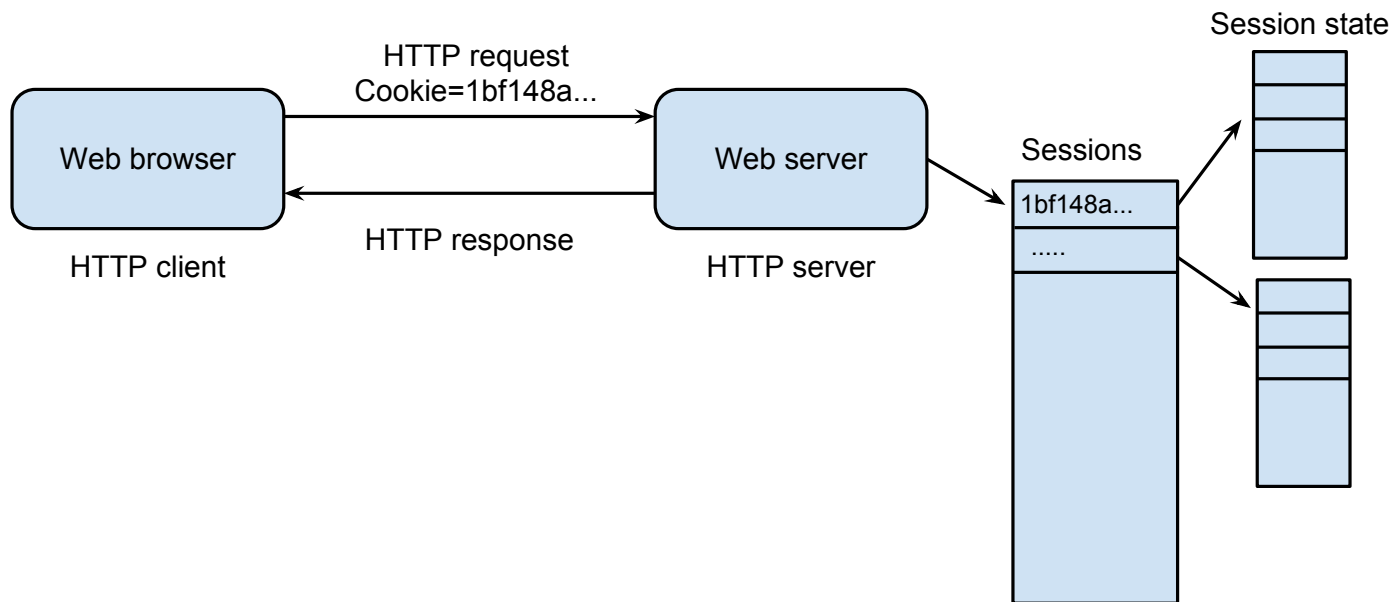 Session state
HTTP request
Cookie=1bf148a...
Web browser
Web server
Sessions
1bf148a...
.....
HTTP response
HTTP client
HTTP server